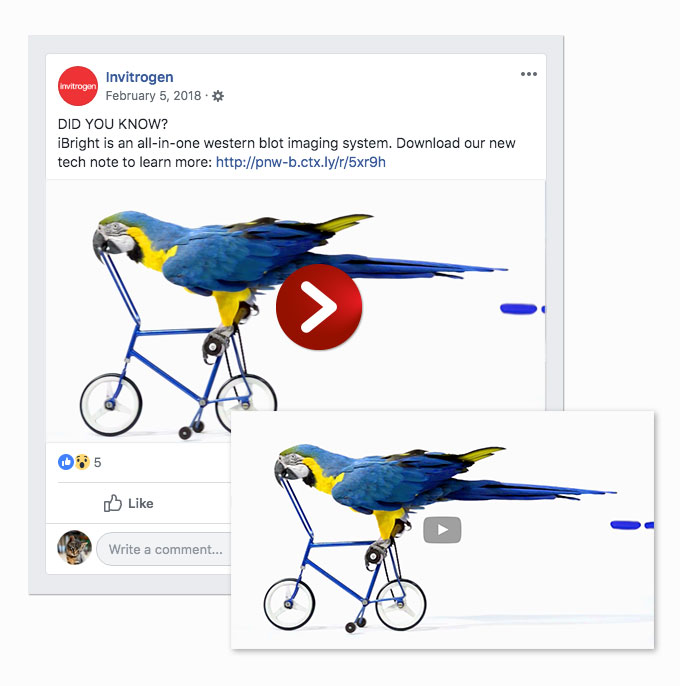 invitrogen
Invitrogen
February 5, 2018 ·
DID YOU KNOW?
iBright is an all-in-one western blot imaging system. Download our new
tech note to learn more: http://pnw-b.ctx.ly/r/5xr9h
5
Like
Write a comment...